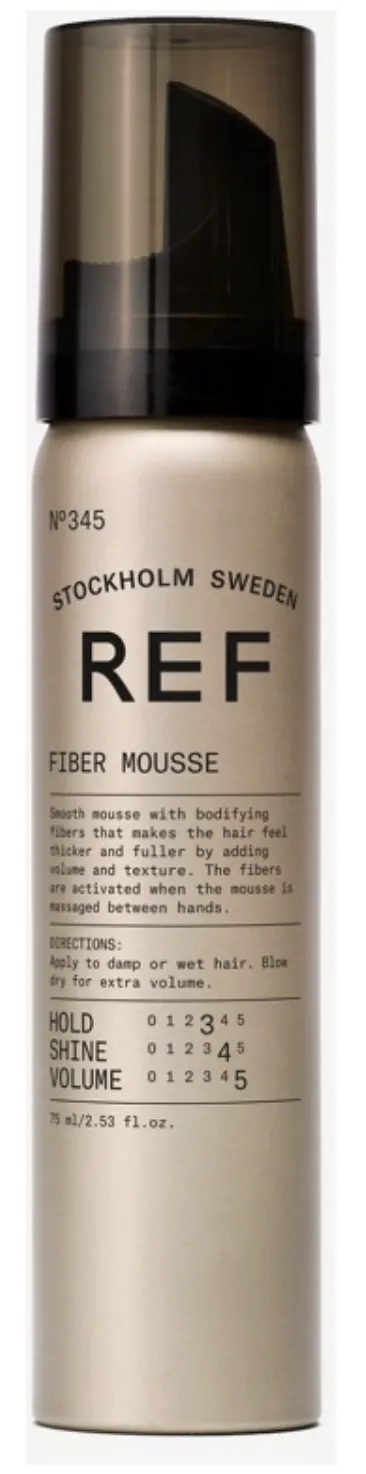 Nº345
STOCKHOLM SWEDEN
REF
FIBER MOUSSE
Smooth mousse with bodifying
fibers that makes the hair feel
thicker and fuller by adding
volume and texture. The fibers
are activated when the mousse is
massaged between hands.
DIRECTIONS:
Apply to damp or wet hair. Blow
dry for extra volume.
HOLD 0 1 2 3 4 5
SHINE 0 1 2 3 4 5
VOLUME 0 1 2 3 4 5
75 ml/2.53 fl.oz.